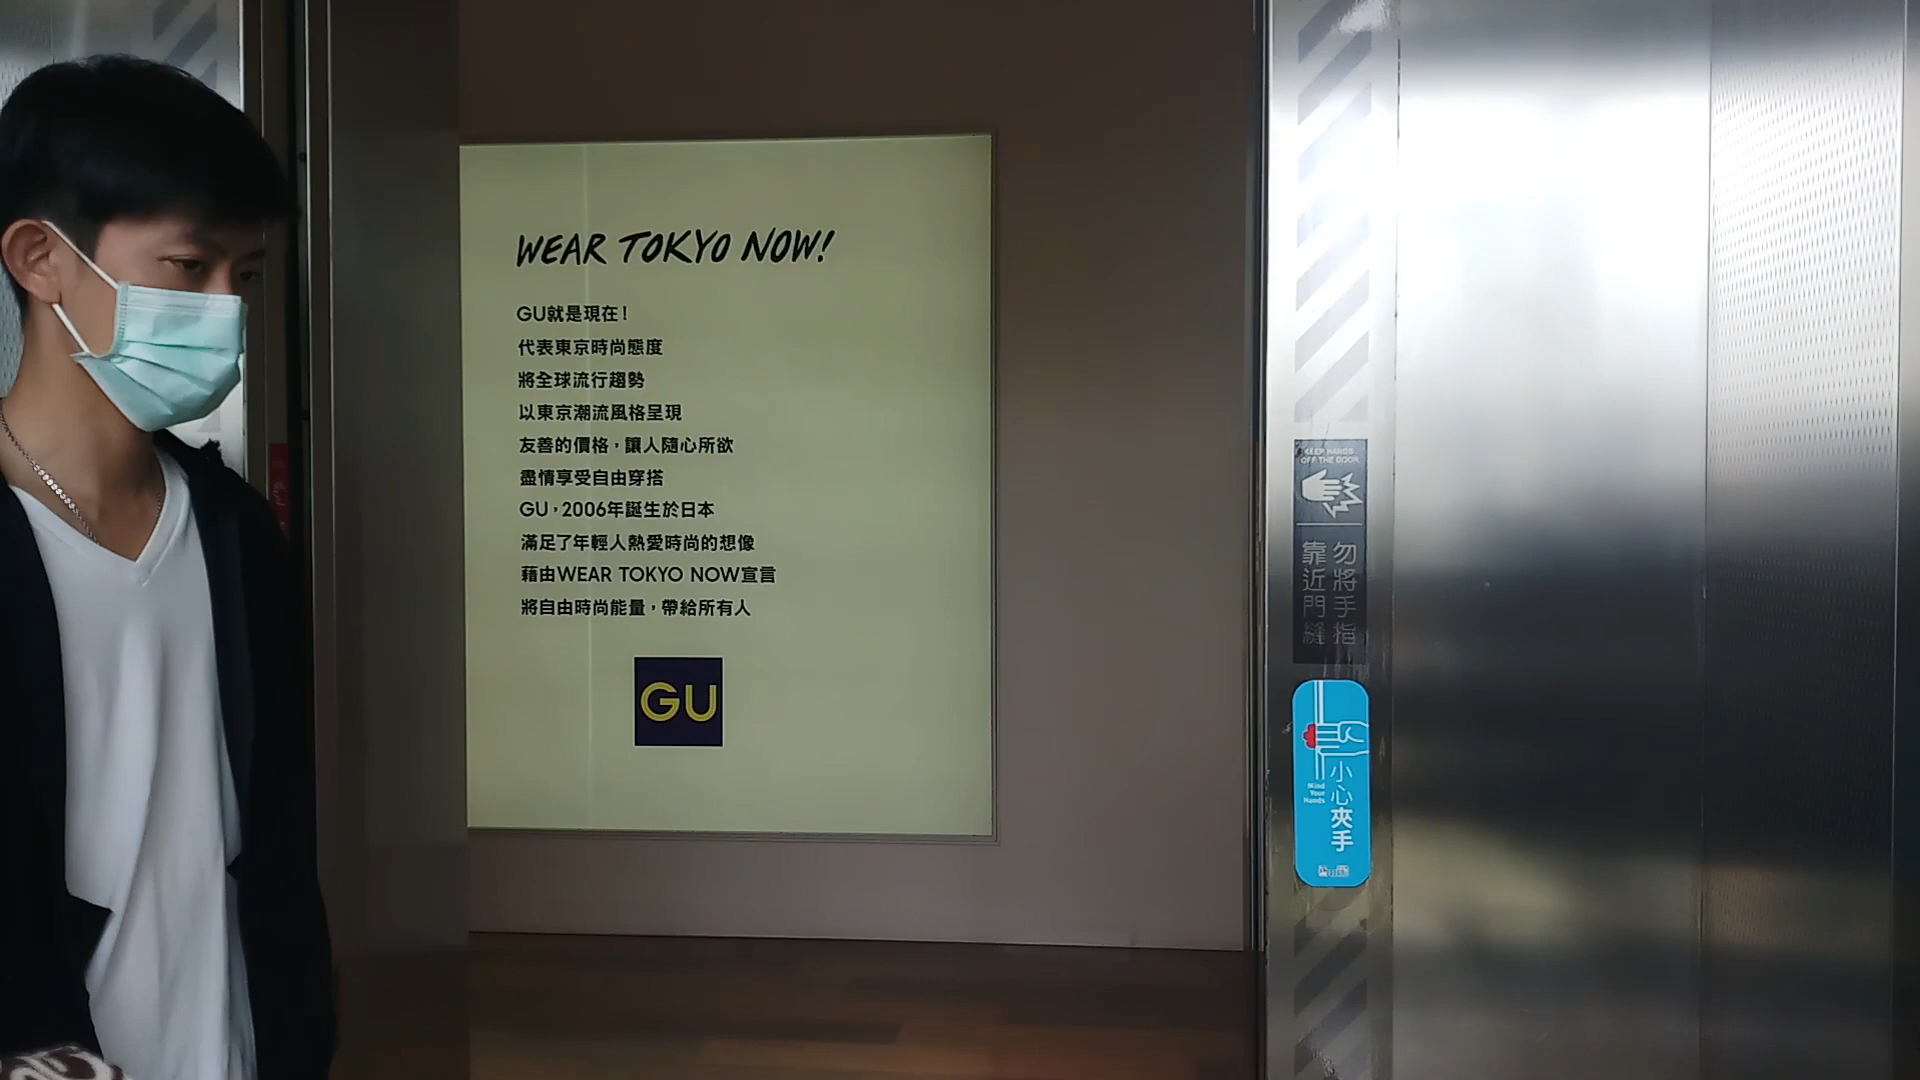 WEAR TOKYO NOW!
GU就是現在！
代表東京時尚態度
將全球流行趨勢
以東京潮流風格呈現
友善的價格，讓人隨心所欲
盡情享受自由穿搭
GU，2006年誕生於日本
滿足了年輕人熱愛時尚的想像
藉由WEAR TOKYO NOW宣言
將自由時尚能量，帶給所有人
GU
KEEP HANDS
OFF THE DOOR
勿將手指
靠近門縫
小心夾手
Mind
Your
Hands